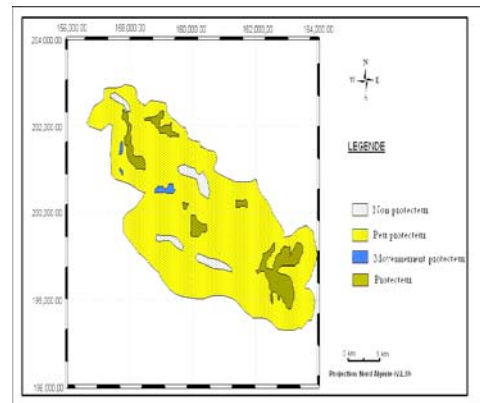 156,000.00 158,000.00 160,000.00 162,000.00 164,000.00
204,000.00
202,000.00
200,000.00
198,000.00
196,000.00
N
W E
s
LEGENDE
Non protecteur
Peu protecteur
Moyennement protecteur
Protecteur
0 km
Projection Nord Algérie